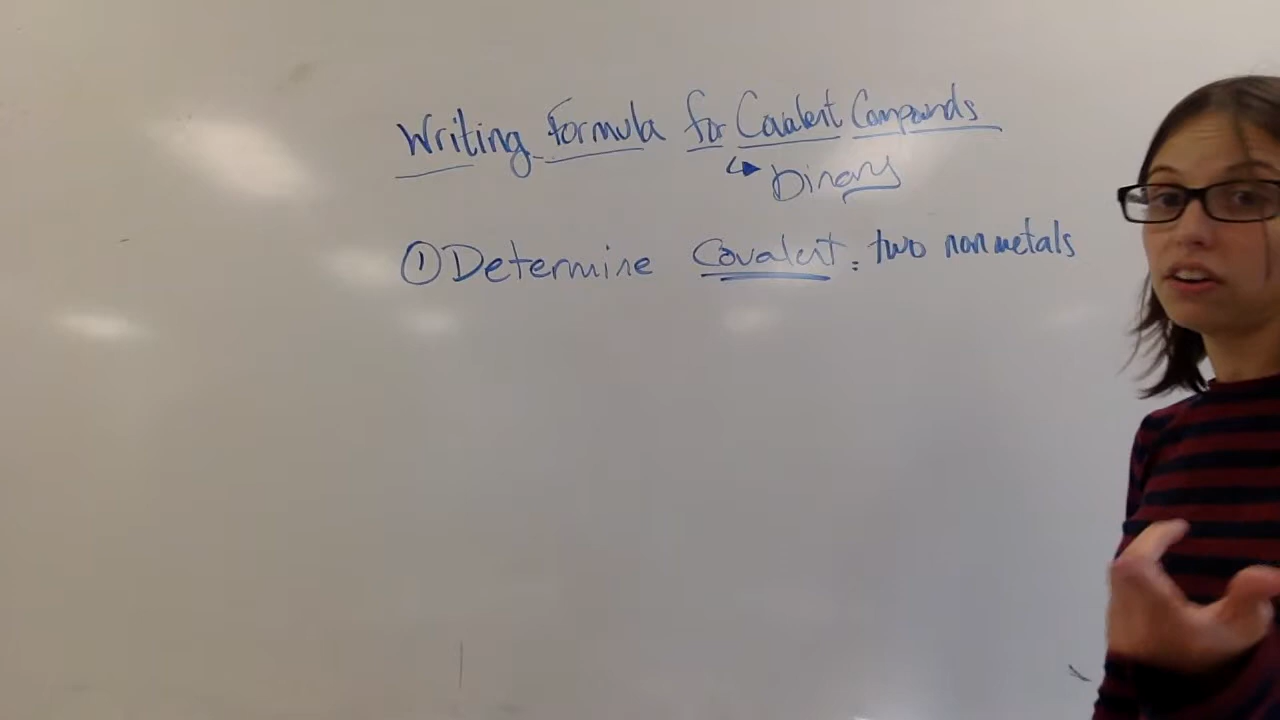 Writing Formula for Covalent Compounds
↳ binary
① Determine Covalent: two nonmetals